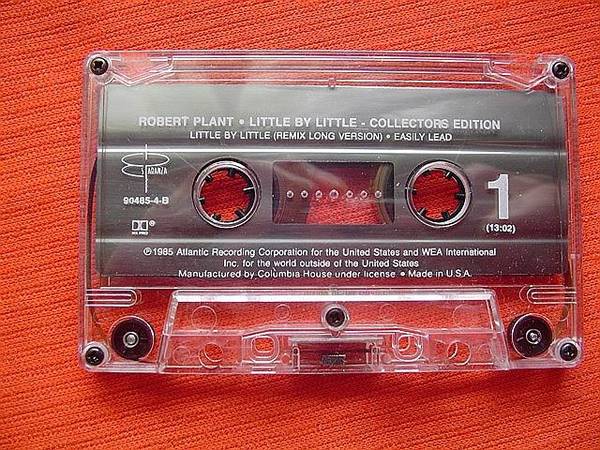 ROBERT PLANT • LITTLE BY LITTLE - COLLECTORS EDITION
LITTLE BY LITTLE (REMIX LONG VERSION) • EASILY LEAD
ES PARANZA
90485-4-B
1
(13:02)
HX PRO
℗1985 Atlantic Recording Corporation for the United States and WEA International
Inc. for the world outside of the United States
Manufactured by Columbia House under license • Made in U.S.A.